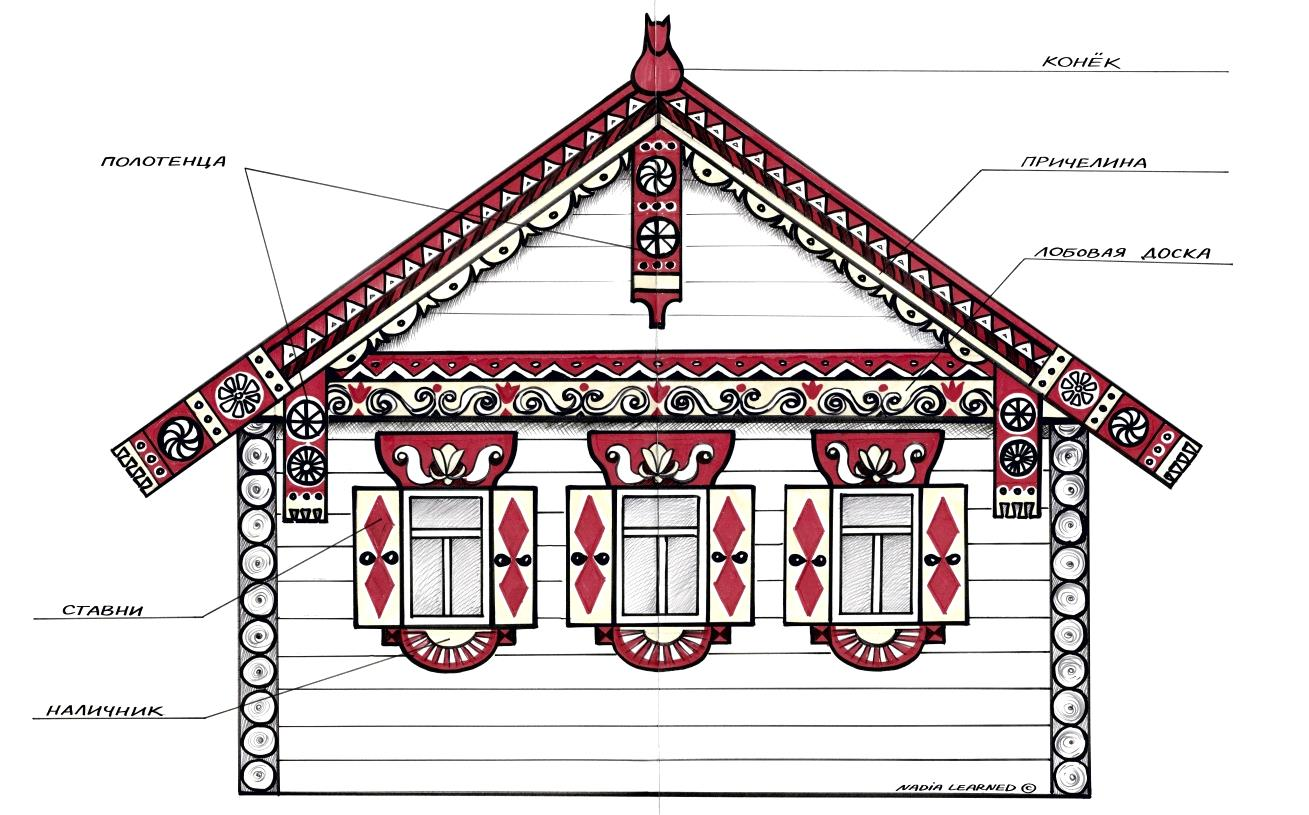 КОНЁК
ПОЛОТЕНЦА
ПРИЧЕЛИНА
ЛОБОВАЯ ДОСКА
СТАВНИ
НАЛИЧНИК
NADIA LEARNED ©